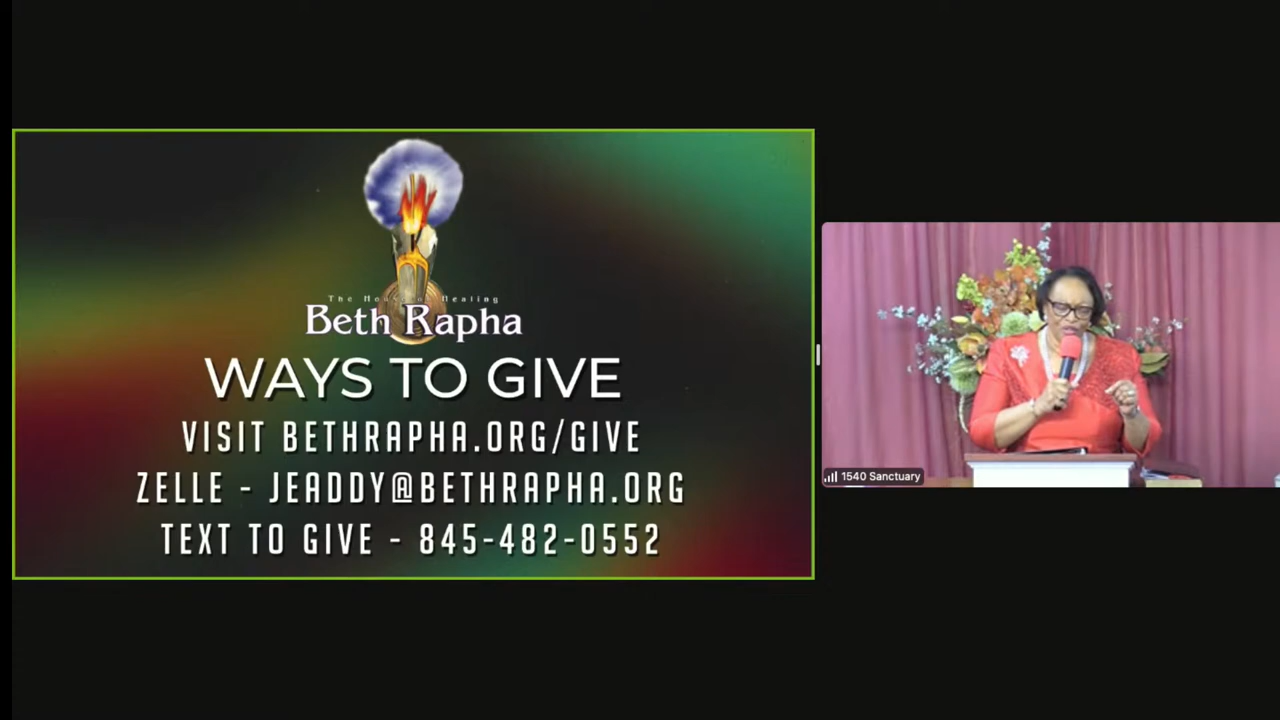 The House of Healing
Beth Rapha
WAYS TO GIVE
VISIT BETHRAPHA.ORG/GIVE
ZELLE - JEADDY@BETHRAPHA.ORG
TEXT TO GIVE - 845-482-0552
1540 Sanctuary